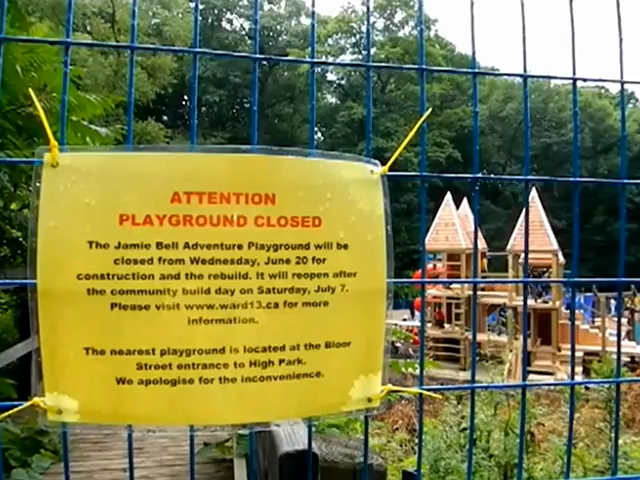 ATTENTION
PLAYGROUND CLOSED
The Jamie Bell Adventure Playground will be
closed from Wednesday, June 20 for
construction and the rebuild. It will reopen after
the community build day on Saturday, July 7.
Please visit www.ward13.ca for more
information.
The nearest playground is located at the Bloor
Street entrance to High Park.
We apologise for the inconvenience.